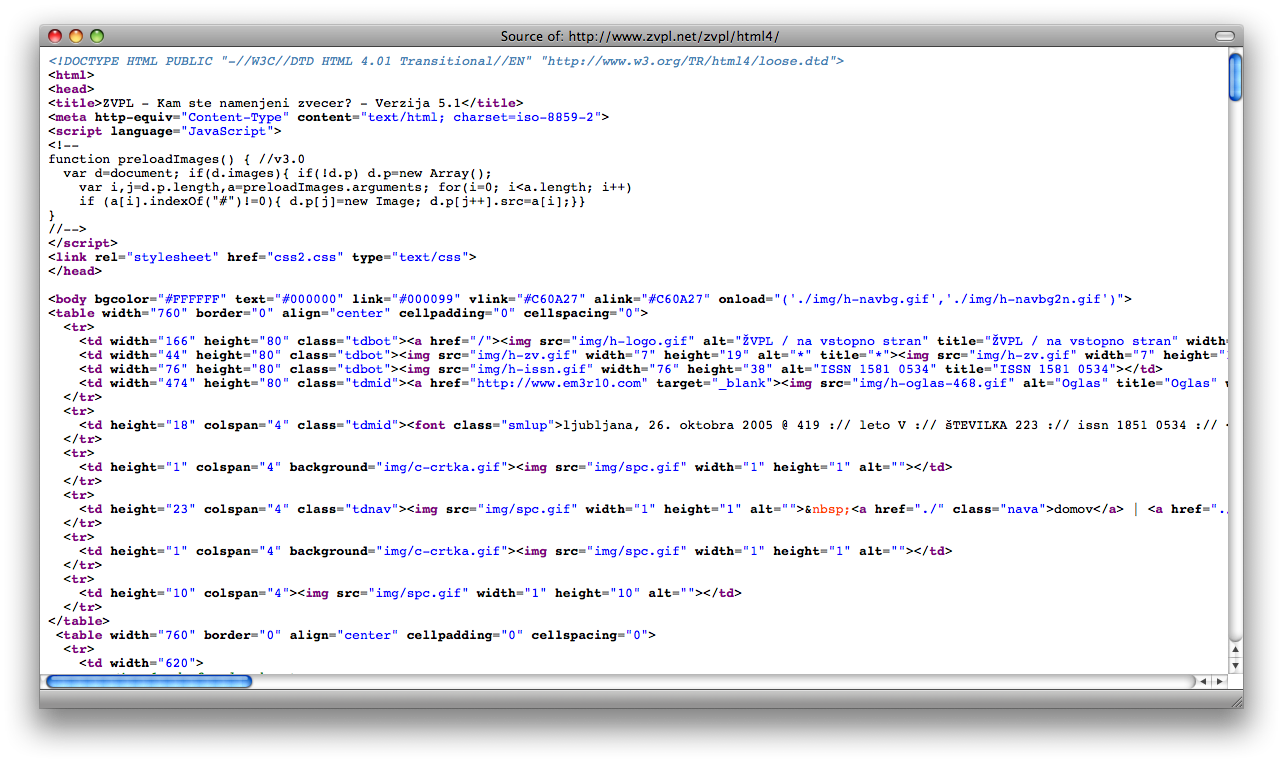 Source of: http://www.zvpl.net/zvpl/html4/
<!DOCTYPE HTML PUBLIC "-//W3C//DTD HTML 4.01 Transitional//EN" "http://www.w3.org/TR/html4/loose.dtd">
<html>
<head>
<title>ZVPL - Kam ste namenjeni zvecer? - Verzija 5.1</title>
<meta http-equiv="Content-Type" content="text/html; charset=iso-8859-2">
<script language="JavaScript">
<!--
function preloadImages() { //v3.0
  var d=document; if(d.images){ if(!d.p) d.p=new Array();
    var i,j=d.p.length,a=preloadImages.arguments; for(i=0; i<a.length; i++)
    if (a[i].indexOf("#")!=0){ d.p[j]=new Image; d.p[j++].src=a[i];}}
}
//-->
</script>
<link rel="stylesheet" href="css2.css" type="text/css">
</head>

<body bgcolor="#FFFFFF" text="#000000" link="#000099" vlink="#C60A27" alink="#C60A27" onload="('./img/h-navbg.gif','./img/h-navbg2n.gif')">
<table width="760" border="0" align="center" cellpadding="0" cellspacing="0">
  <tr>
    <td width="166" height="80" class="tdbot"><a href="/"><img src="img/h-logo.gif" alt="ŽVPL / na vstopno stran" title="ŽVPL / na vstopno stran" width=
    <td width="44" height="80" class="tdbot"><img src="img/h-zv.gif" width="7" height="19" alt="*" title="*"><img src="img/h-zv.gif" width="7" height="
    <td width="76" height="80" class="tdbot"><img src="img/h-issn.gif" width="76" height="38" alt="ISSN 1581 0534" title="ISSN 1581 0534"></td>
    <td width="474" height="80" class="tdmid"><a href="http://www.em3r10.com" target="_blank"><img src="img/h-oglas-468.gif" alt="Oglas" title="Oglas" w
  </tr>
  <tr>
    <td height="18" colspan="4" class="tdmid"><font class="smlup">ljubljana, 26. oktobra 2005 @ 419 :// leto V :// šTEVILKA 223 :// issn 1851 0534 :// <
  </tr>
  <tr>
    <td height="1" colspan="4" background="img/c-crtka.gif"><img src="img/spc.gif" width="1" height="1" alt=""></td>
  </tr>
  <tr>
    <td height="23" colspan="4" class="tdnav"><img src="img/spc.gif" width="1" height="1" alt="">&nbsp;<a href="./" class="nava">domov</a> | <a href="..
  </tr>
  <tr>
    <td height="1" colspan="4" background="img/c-crtka.gif"><img src="img/spc.gif" width="1" height="1" alt=""></td>
  </tr>
  <tr>
    <td height="10" colspan="4"><img src="img/spc.gif" width="1" height="10" alt=""></td>
  </tr>
</table>
 <table width="760" border="0" align="center" cellpadding="0" cellspacing="0">
  <tr>
    <td width="620">